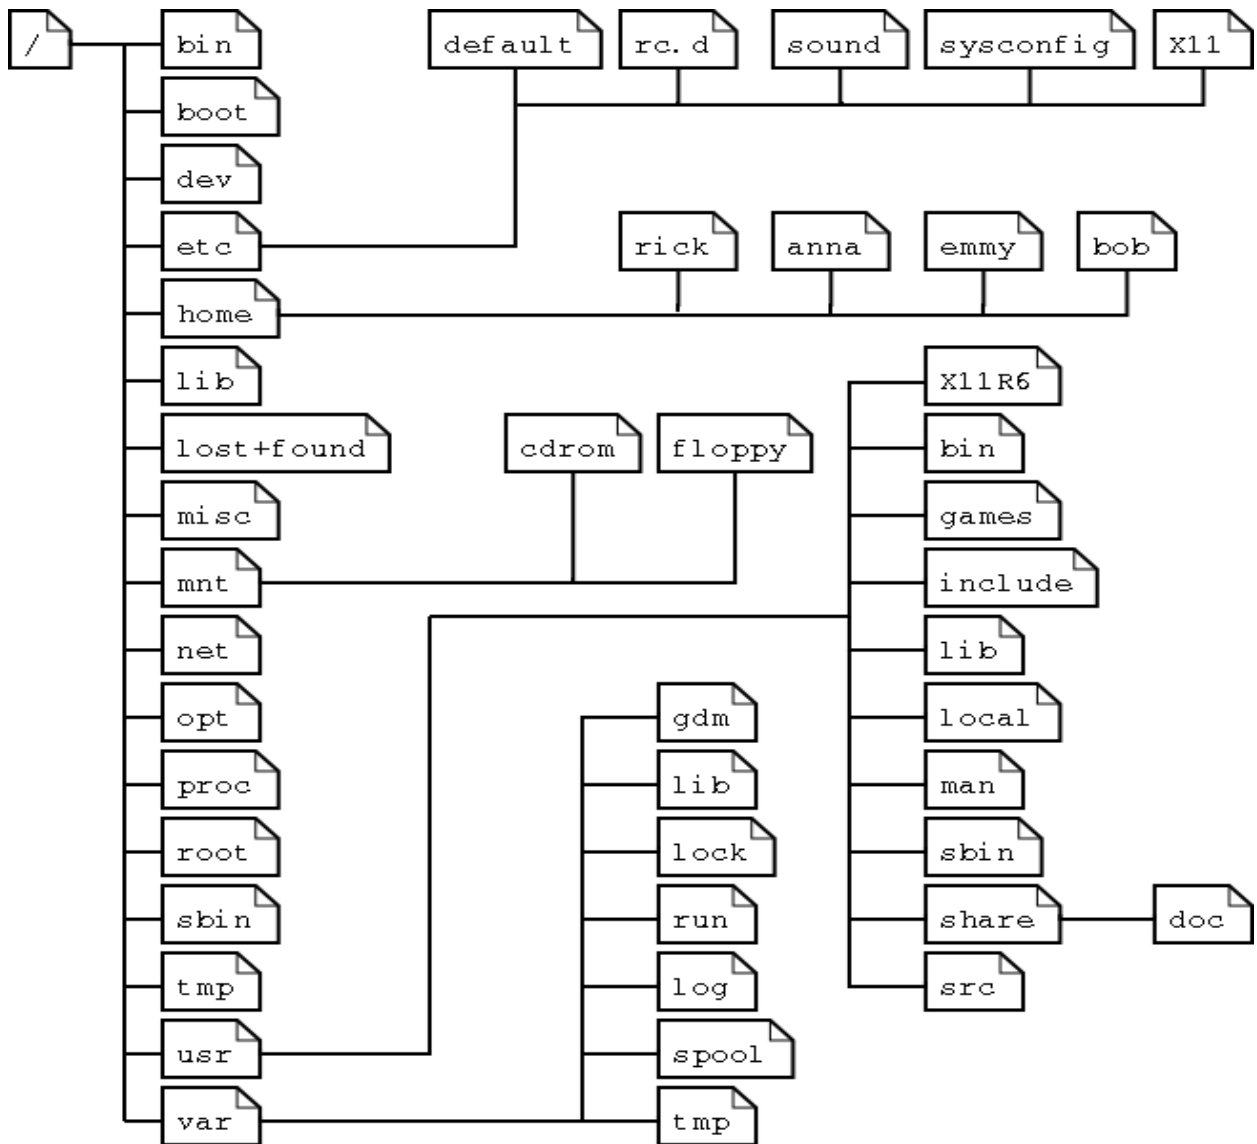 / bin default rc.d sound sysconfig X11
boot
dev
etc rick anna emmy bob
home
lib X11R6
lost+found cdrom floppy bin
misc games
mnt include
net lib
opt gdm local
proc lib man
root lock sbin
sbin run share doc
tmp log src
usr spool
var tmp